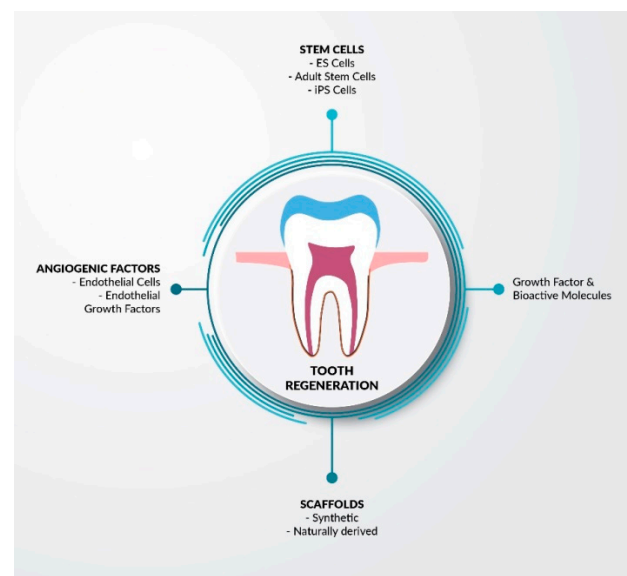 STEM CELLS
- ES Cells
- Adult Stem Cells
- iPS Cells
ANGIOGENIC FACTORS
- Endothelial Cells
- Endothelial
Growth Factors
Growth Factor &
Bioactive Molecules
TOOTH
REGENERATION
SCAFFOLDS
- Synthetic
- Naturally derived